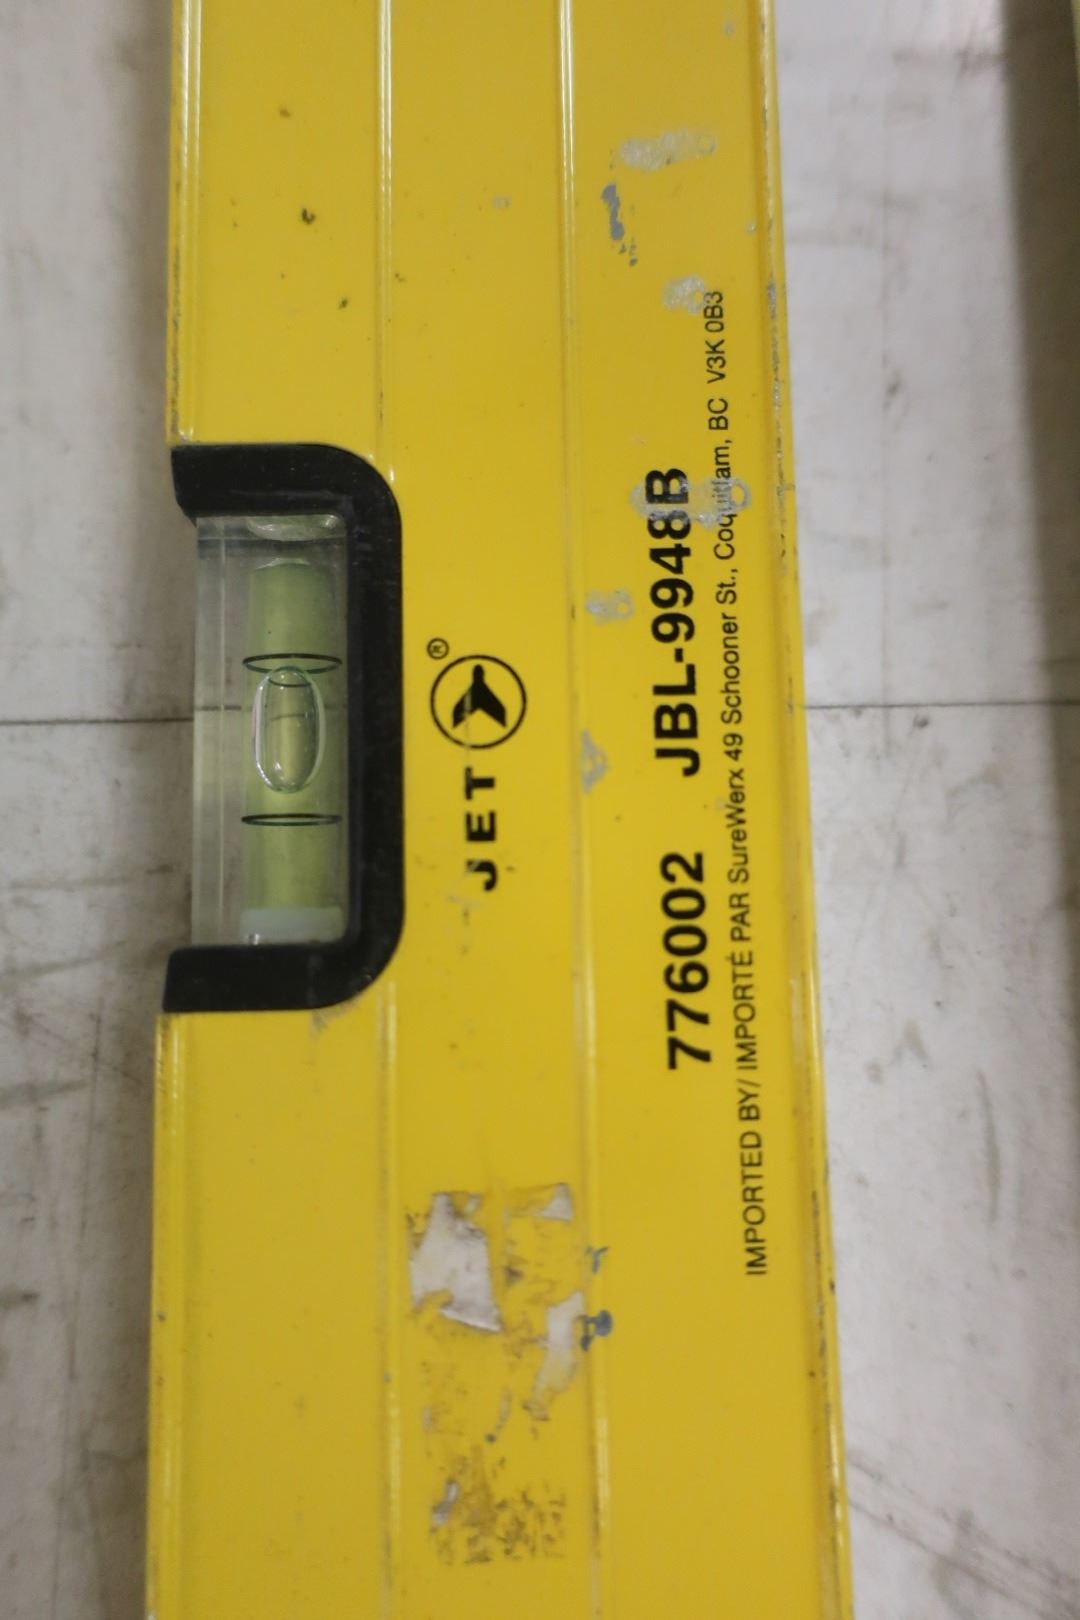 JET ®
776002 JBL-9948B
IMPORTED BY/ IMPORTÉ PAR SureWerx 49 Schooner St., Coquitlam, BC V3K 0B3